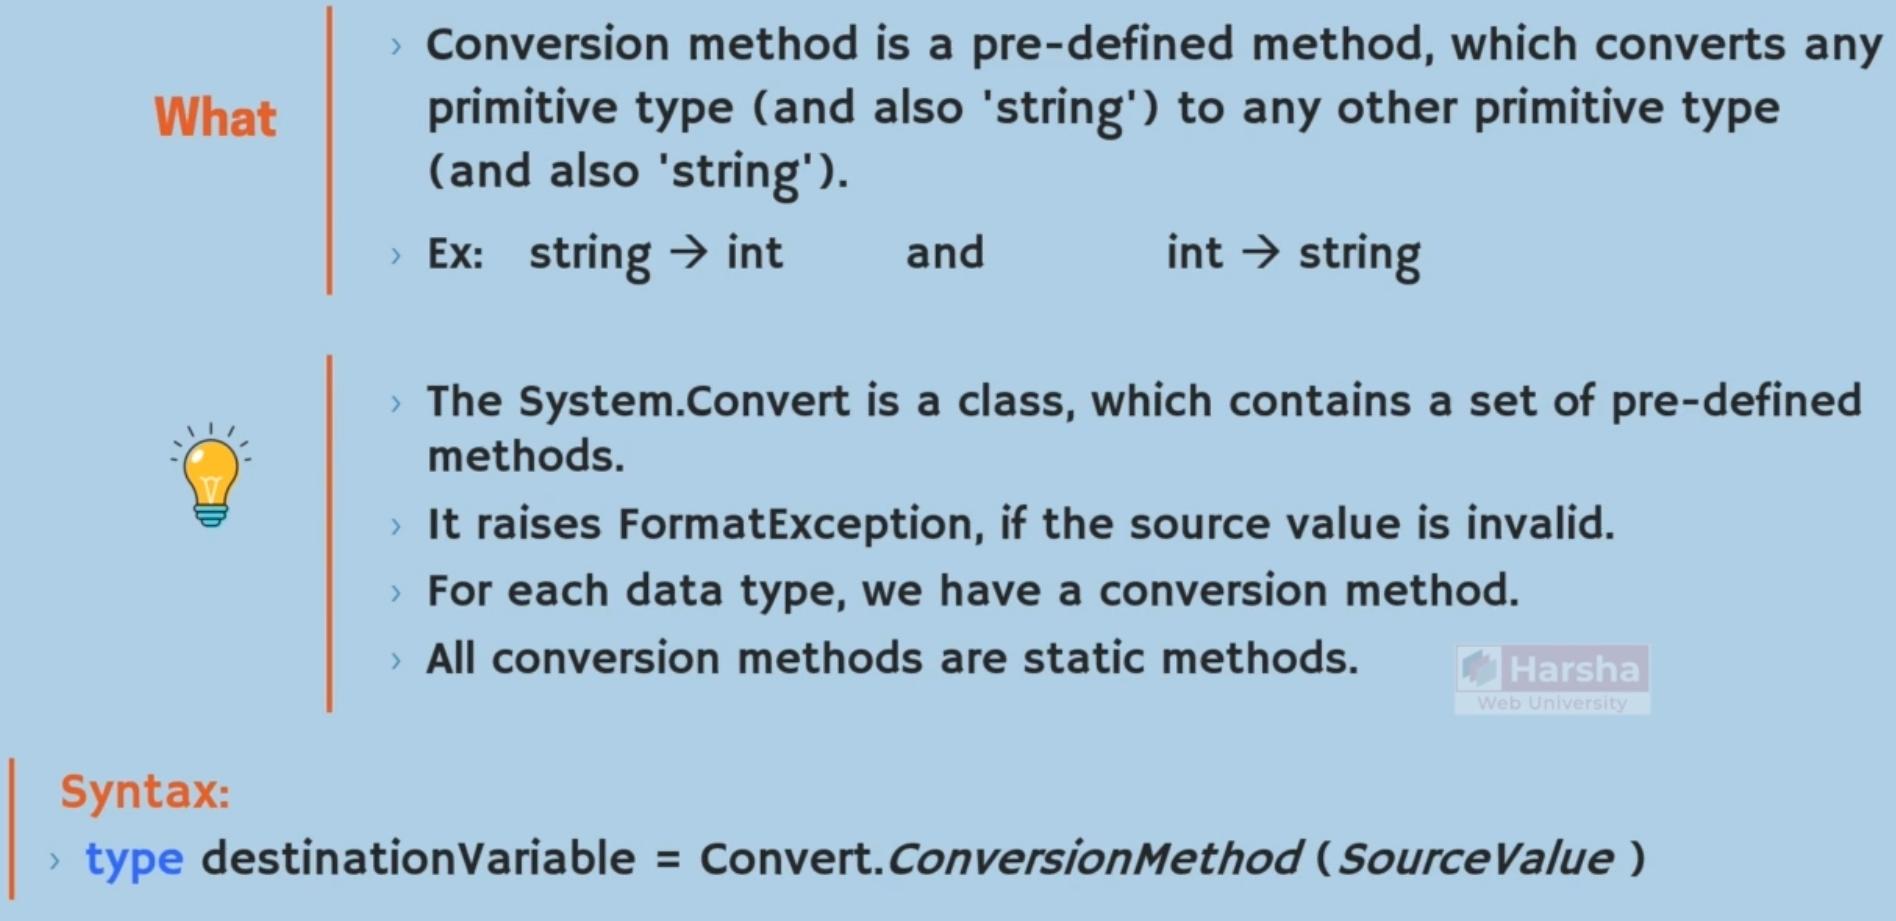 What
› Conversion method is a pre-defined method, which converts any
primitive type (and also 'string') to any other primitive type
(and also 'string').
› Ex: string → int and int → string
› The System.Convert is a class, which contains a set of pre-defined
methods.
› It raises FormatException, if the source value is invalid.
› For each data type, we have a conversion method.
› All conversion methods are static methods.
Harsha
Web University
Syntax:
› type destinationVariable = Convert.ConversionMethod ( SourceValue )